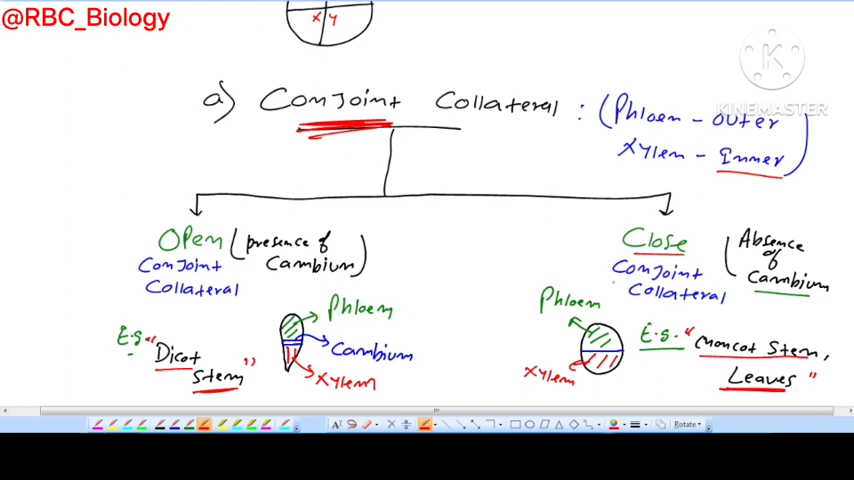 @RBC_Biology
X Y
a) Conjoint Collateral : (Phloem - outer
Xylem - Inner)
KINEMASTER
Open (presence of Cambium)
Conjoint
Collateral
Close (Absence of Cambium
Conjoint
Collateral
Phloem
Cambium
Xylem
E.g. "Dicot
Stem"
Phloem
Xylem
E.g. "Moncot Stem,
Leaves"
Rotate